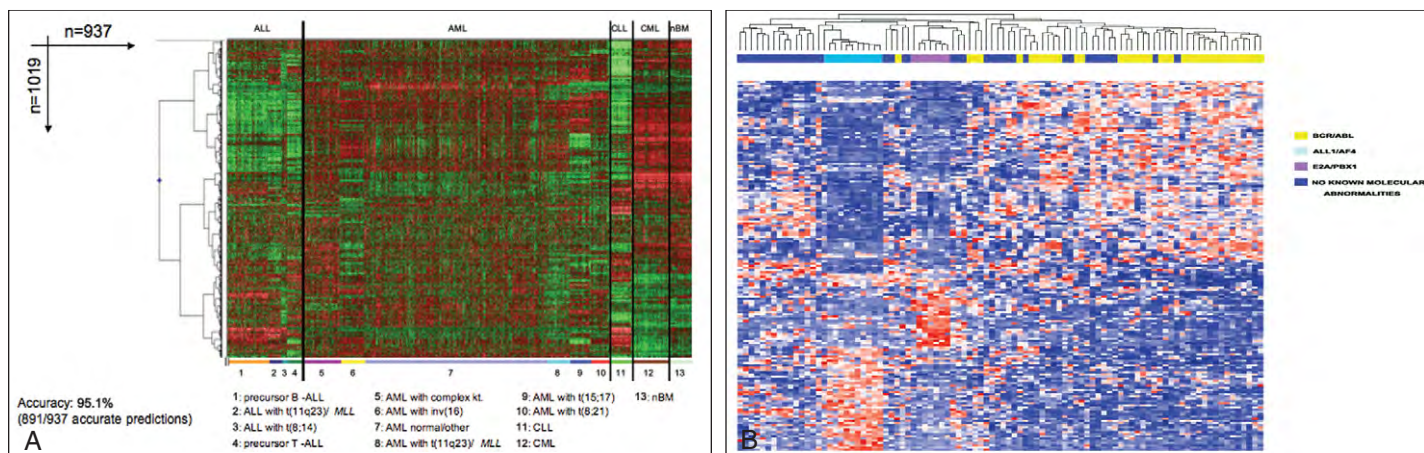 n=937
n=1019
ALL
AML
CLL
CML
nBM
1 2 3 4 5 6 7 8 9 10 11 12 13
Accuracy: 95.1%
(891/937 accurate predictions)
1: precursor B -ALL
2: ALL with t(11q23)/ MLL
3: ALL with t(8;14)
4: precursor T -ALL
5: AML with complex kt.
6: AML with inv(16)
7: AML normal/other
8: AML with t(11q23)/ MLL
9: AML with t(15;17)
10: AML with t(8;21)
11: CLL
12: CML
13: nBM
A
BCR/ABL
ALL1/AF4
E2A/PBX1
NO KNOWN MOLECULAR
ABNORMALITIES
B